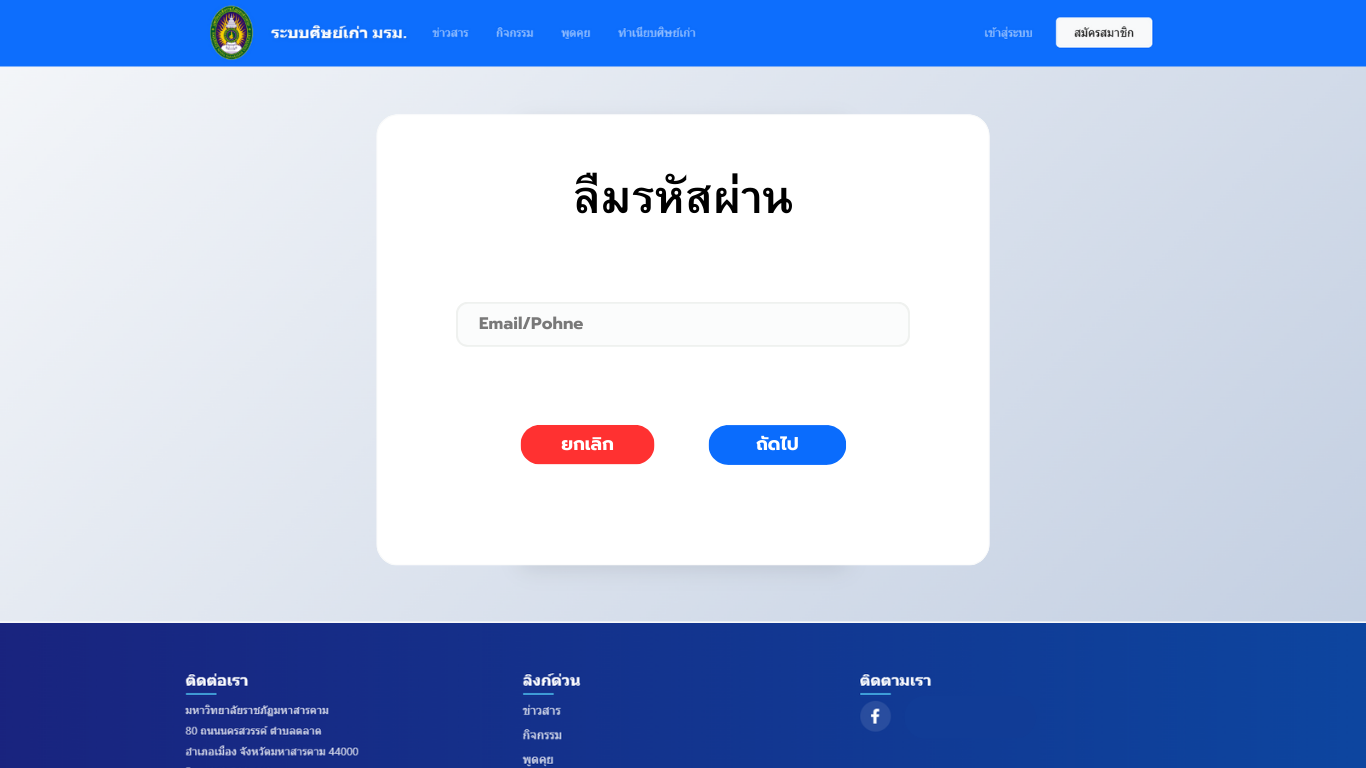 ระบบศิษย์เก่า มรม.
ข่าวสาร
กิจกรรม
พูดคุย
ทำเนียบศิษย์เก่า
เข้าสู่ระบบ
สมัครสมาชิก
ลืมรหัสผ่าน
Email/Pohne
ยกเลิก
ถัดไป
ติดต่อเรา
มหาวิทยาลัยราชภัฏมหาสารคาม
80 ถนนนครสวรรค์ ตำบลตลาด
อำเภอเมือง จังหวัดมหาสารคาม 44000
ลิงก์ด่วน
ข่าวสาร
กิจกรรม
พูดคุย
ติดตามเรา